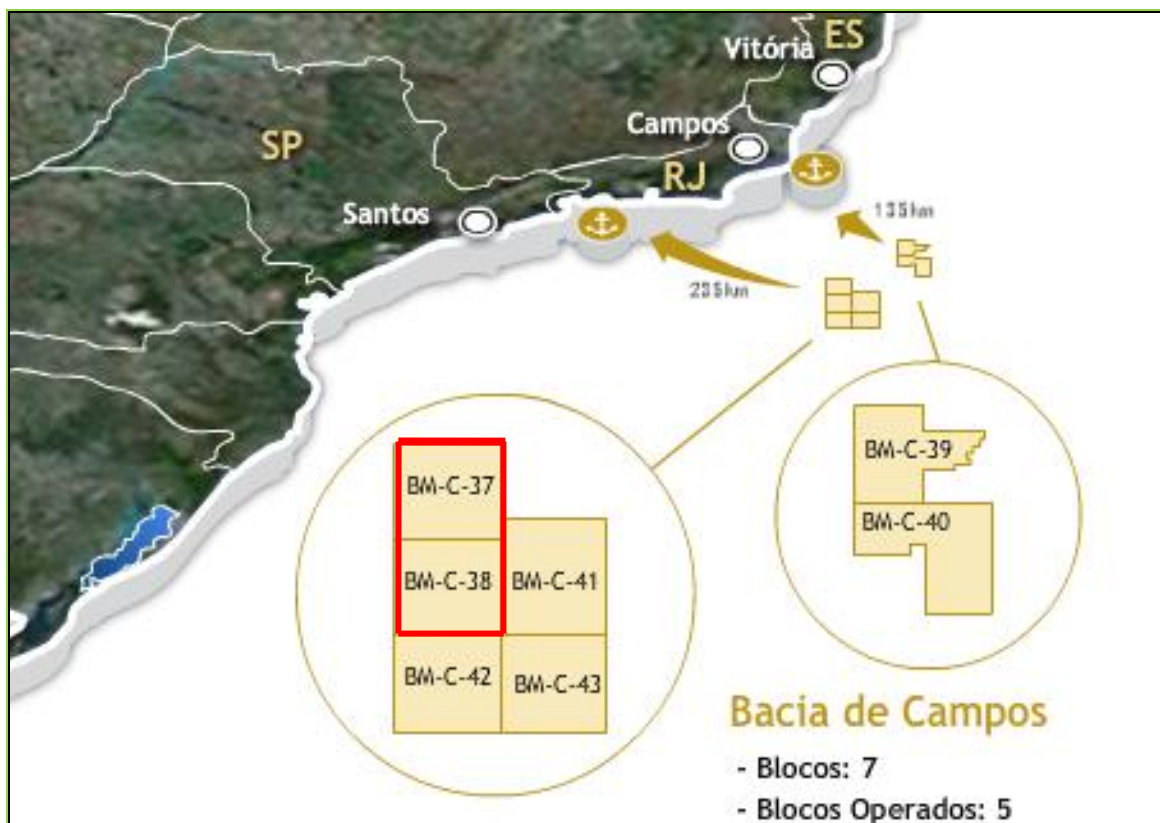 ES
Vitória
Campos
SP
RJ
Santos
135km
235km
BM-C-37
BM-C-38
BM-C-41
BM-C-42
BM-C-43
BM-C-39
BM-C-40
Bacia de Campos
- Blocos: 7
- Blocos Operados: 5